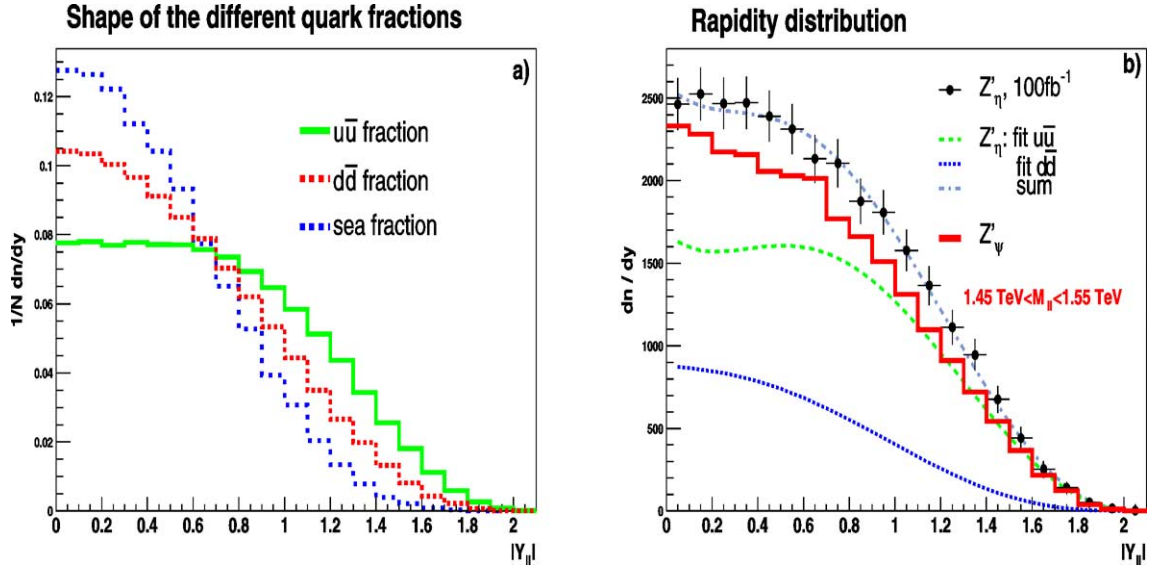 Shape of the different quark fractions
a)
1/N dn/dy
0.12
0.1
0.08
0.06
0.04
0.02
0
uū fraction
dd̄ fraction
sea fraction
0 0.2 0.4 0.6 0.8 1 1.2 1.4 1.6 1.8 2
|Y_ll|
Rapidity distribution
b)
dn / dy
2500
2000
1500
1000
500
0
Z'_η, 100fb⁻¹
Z'_η: fit uū
fit dd̄
sum
Z'_ψ
1.45 TeV<M_ll<1.55 TeV
0 0.2 0.4 0.6 0.8 1 1.2 1.4 1.6 1.8 2
|Y_ll|